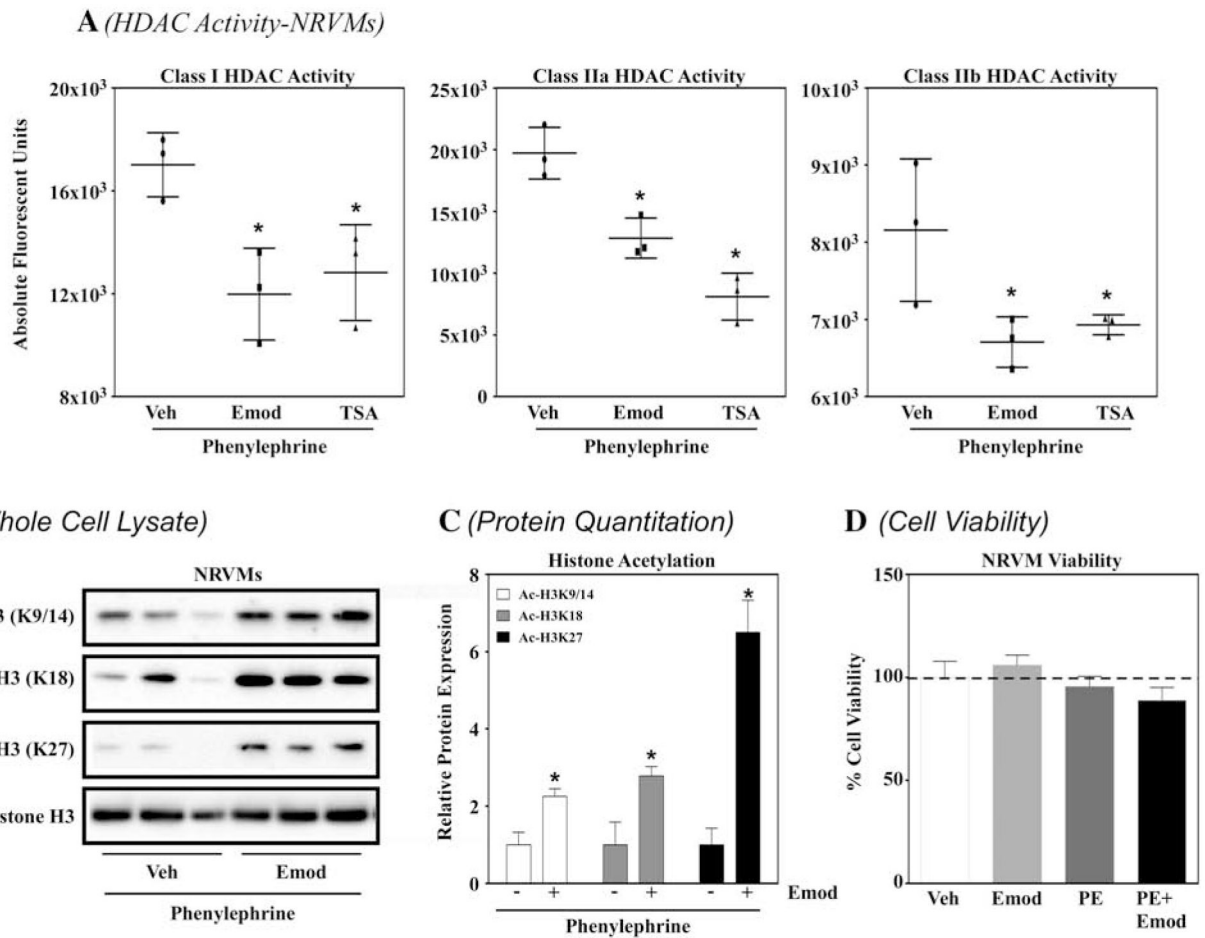 A (HDAC Activity-NRVMs)
Class I HDAC Activity
Class IIa HDAC Activity
Class IIb HDAC Activity
Absolute Fluorescent Units
20x10³
16x10³
12x10³
8x10³
25x10³
20x10³
15x10³
10x10³
5x10³
0
10x10³
9x10³
8x10³
7x10³
6x10³
* *
* *
* *
Veh Emod TSA
Phenylephrine
Veh Emod TSA
Phenylephrine
Veh Emod TSA
Phenylephrine
hole Cell Lysate)
NRVMs
3 (K9/14)
H3 (K18)
H3 (K27)
stone H3
Veh Emod
Phenylephrine
C (Protein Quantitation)
Histone Acetylation
Relative Protein Expression
8
6
4
2
0
Ac-H3K9/14
Ac-H3K18
Ac-H3K27
* * *
- + - + - + Emod
Phenylephrine
D (Cell Viability)
NRVM Viability
% Cell Viability
150
100
50
0
Veh Emod PE PE+
Emod